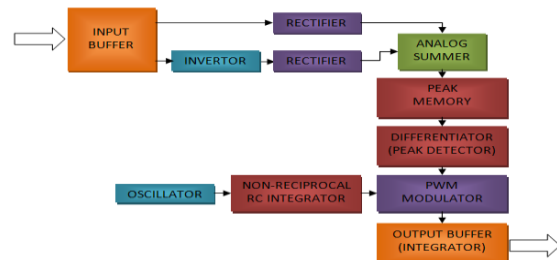 INPUT
BUFFER
RECTIFIER
INVERTOR
RECTIFIER
ANALOG
SUMMER
PEAK
MEMORY
DIFFERENTIATOR
(PEAK DETECTOR)
OSCILLATOR
NON-RECIPROCAL
RC INTEGRATOR
PWM
MODULATOR
OUTPUT BUFFER
(INTEGRATOR)